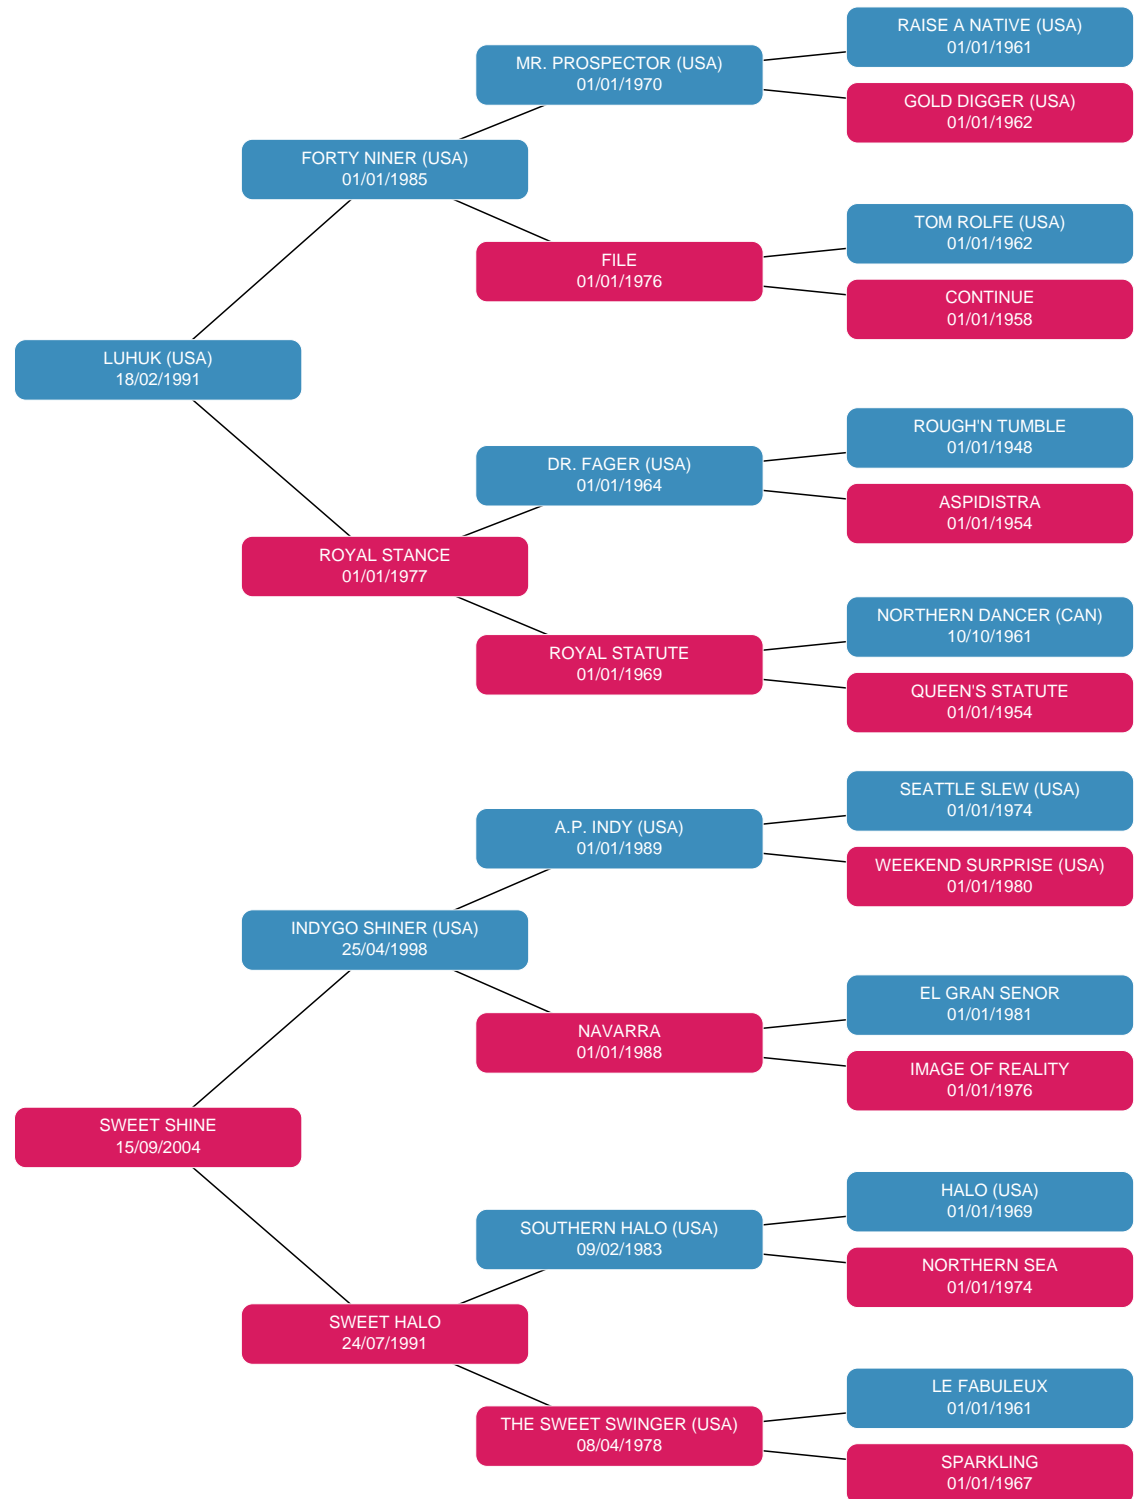 RAISE A NATIVE (USA)
01/01/1961
MR. PROSPECTOR (USA)
01/01/1970
GOLD DIGGER (USA)
01/01/1962
FORTY NINER (USA)
01/01/1985
TOM ROLFE (USA)
01/01/1962
FILE
01/01/1976
CONTINUE
01/01/1958
LUHUK (USA)
18/02/1991
ROUGH'N TUMBLE
01/01/1948
DR. FAGER (USA)
01/01/1964
ASPIDISTRA
01/01/1954
ROYAL STANCE
01/01/1977
NORTHERN DANCER (CAN)
10/10/1961
ROYAL STATUTE
01/01/1969
QUEEN'S STATUTE
01/01/1954
SEATTLE SLEW (USA)
01/01/1974
A.P. INDY (USA)
01/01/1989
WEEKEND SURPRISE (USA)
01/01/1980
INDYGO SHINER (USA)
25/04/1998
EL GRAN SENOR
01/01/1981
NAVARRA
01/01/1988
IMAGE OF REALITY
01/01/1976
SWEET SHINE
15/09/2004
HALO (USA)
01/01/1969
SOUTHERN HALO (USA)
09/02/1983
NORTHERN SEA
01/01/1974
SWEET HALO
24/07/1991
LE FABULEUX
01/01/1961
THE SWEET SWINGER (USA)
08/04/1978
SPARKLING
01/01/1967